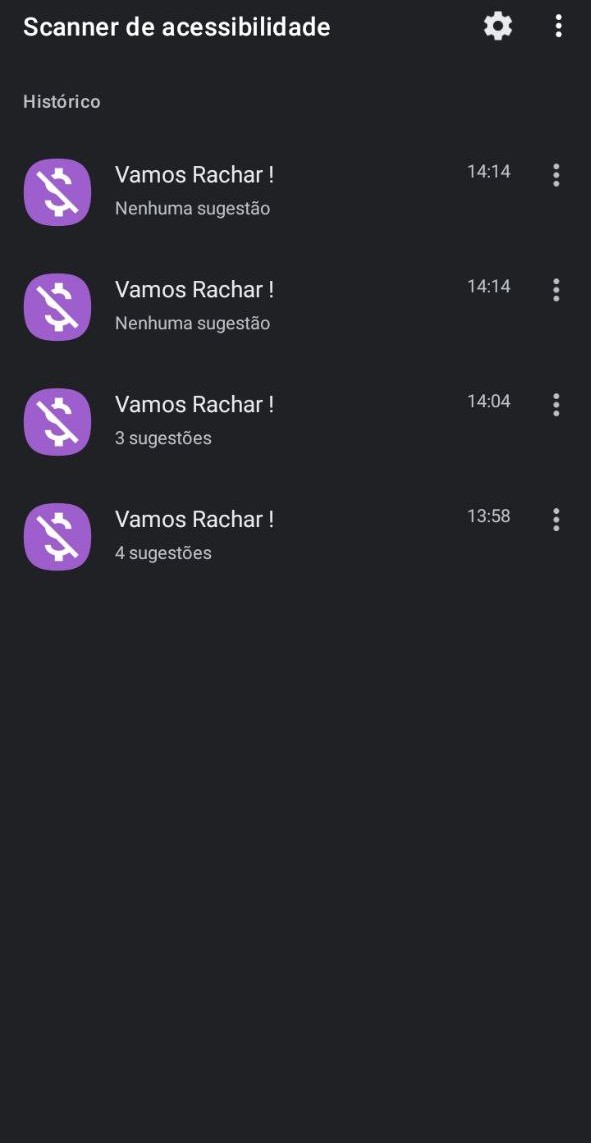 Scanner de acessibilidade
Histórico
Vamos Rachar ! 14:14
Nenhuma sugestão
Vamos Rachar ! 14:14
Nenhuma sugestão
Vamos Rachar ! 14:04
3 sugestões
Vamos Rachar ! 13:58
4 sugestões